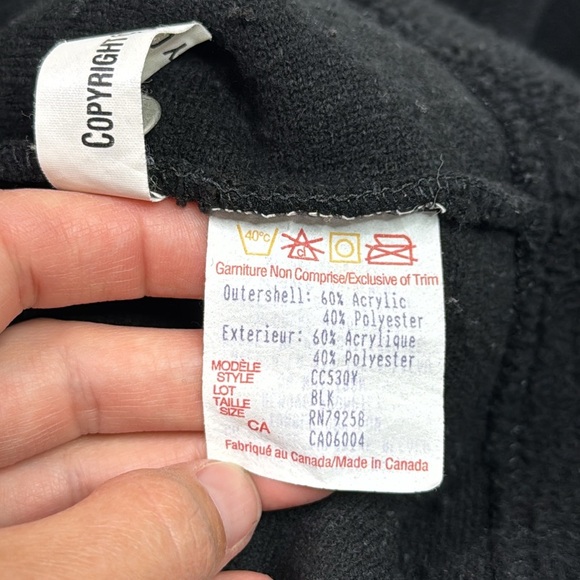 COPYRIGHT
40°C
cl
Garniture Non Comprise/Exclusive of Trim
Outershell: 60% Acrylic
40% Polyester
Exterieur: 60% Acrylique
40% Polyester
MODÈLE
STYLE CC530Y
LOT BLK
TAILLE
SIZE RN79258
CA CA06004
Fabriqué au Canada/Made in Canada